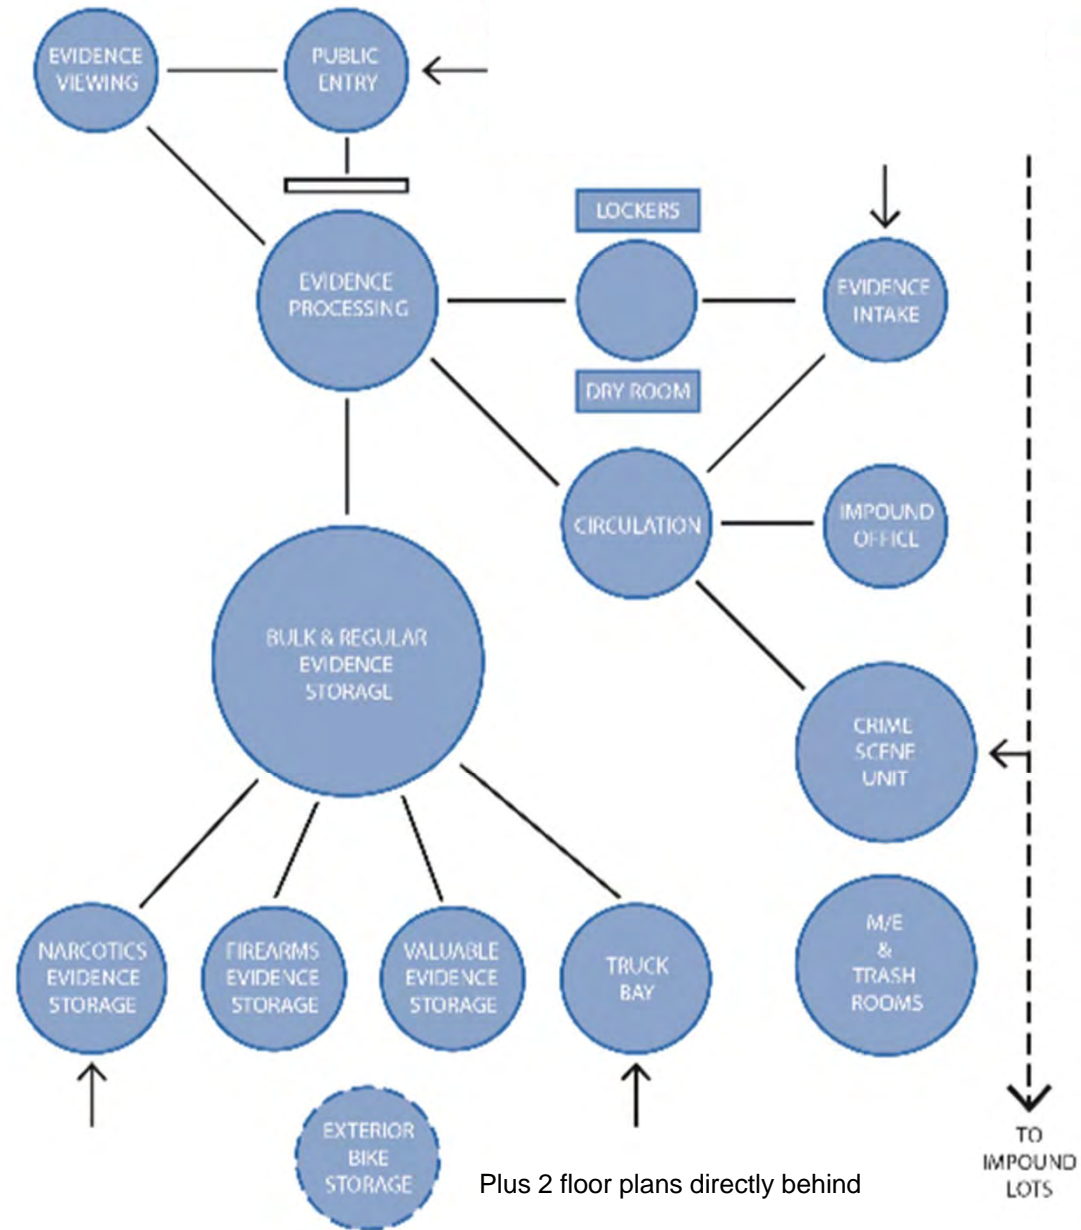 EVIDENCE
VIEWING
PUBLIC
ENTRY
LOCKERS
EVIDENCE
PROCESSING
EVIDENCE
INTAKE
DRY ROOM
CIRCULATION
IMPOUND
OFFICE
BULK & REGULAR
EVIDENCE
STORAGE
CRIME
SCENE
UNIT
NARCOTICS
EVIDENCE
STORAGE
FIREARMS
EVIDENCE
STORAGE
VALUABLE
EVIDENCE
STORAGE
TRUCK
BAY
M/E
&
TRASH
ROOMS
EXTERIOR
BIKE
STORAGE
Plus 2 floor plans directly behind
TO
IMPOUND
LOTS